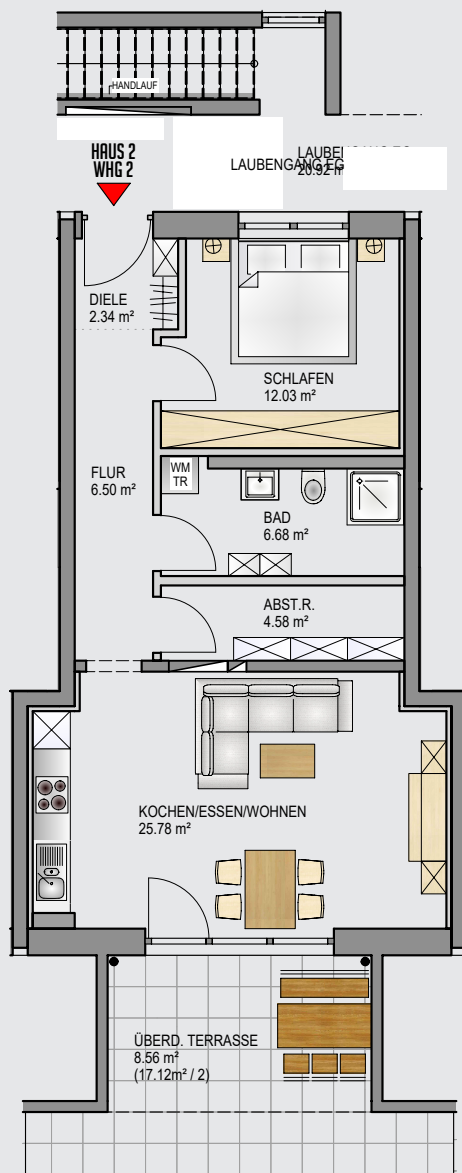 HANDLAUF
HAUS 2
WHG 2
LAUBENGANG EG
20.92
DIELE
2.34 m²
SCHLAFEN
12.03 m²
FLUR
6.50 m²
WM
TR
BAD
6.68 m²
ABST.R.
4.58 m²
KOCHEN/ESSEN/WOHNEN
25.78 m²
ÜBERD. TERRASSE
8.56 m²
(17.12m² / 2)